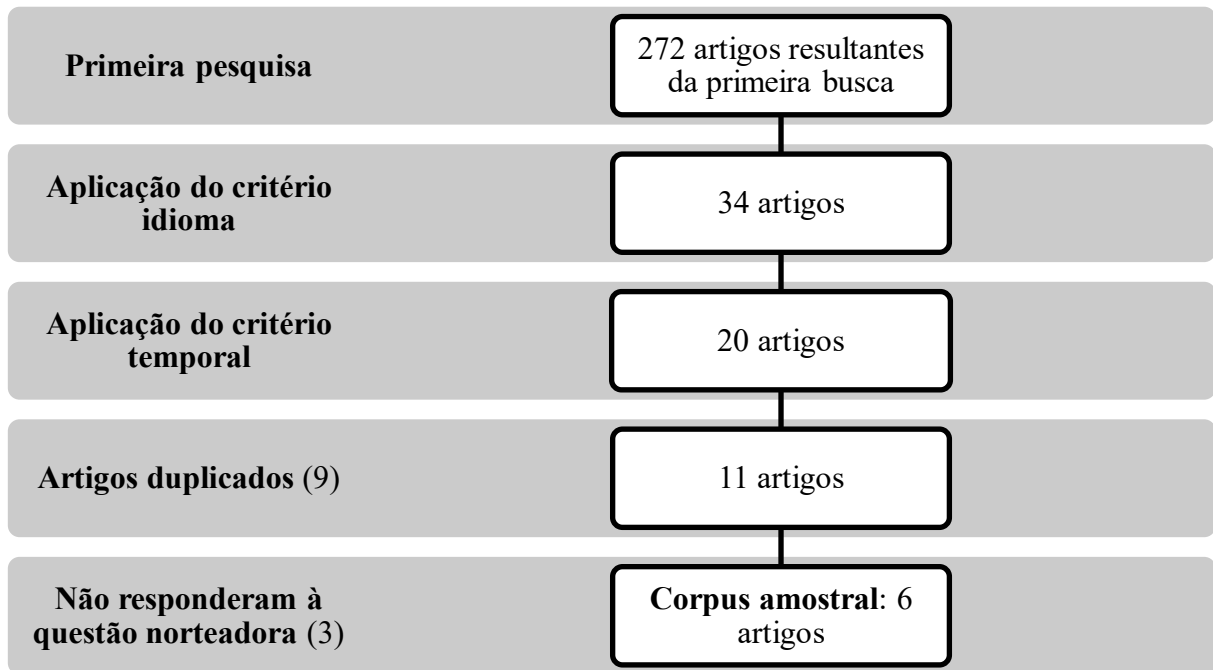 Primeira pesquisa
272 artigos resultantes
da primeira busca
Aplicação do critério
idioma
34 artigos
Aplicação do critério
temporal
20 artigos
Artigos duplicados (9)
11 artigos
Não responderam à
questão norteadora (3)
Corpus amostral: 6
artigos